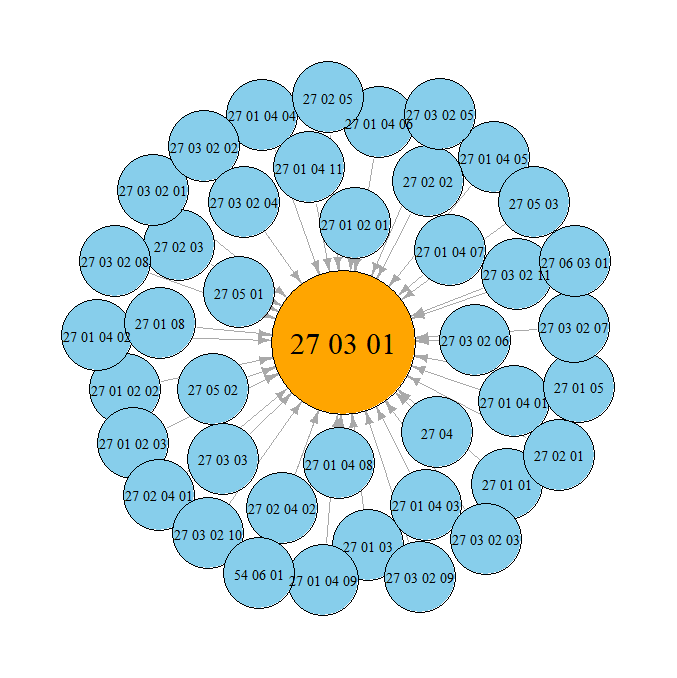 27 02 05
27 01 04 04
27 01 04 06
27 03 02 05
27 03 02 02
27 01 04 05
27 01 04 11
27 02 02
27 03 02 01
27 03 02 04
27 05 03
27 01 02 01
27 02 03
27 01 04 07
27 03 02 08
27 06 03 01
27 03 02 11
27 05 01
27 01 08
27 03 02 07
27 01 04 02
27 03 02 06
27 03 01
27 01 02 02
27 05 02
27 01 05
27 01 04 01
27 04
27 01 02 03
27 02 01
27 03 03
27 01 04 08
27 01 01
27 02 04 01
27 01 04 03
27 02 04 02
27 03 02 10
27 03 02 03
27 01 03
54 06 01
27 03 02 09
27 01 04 09